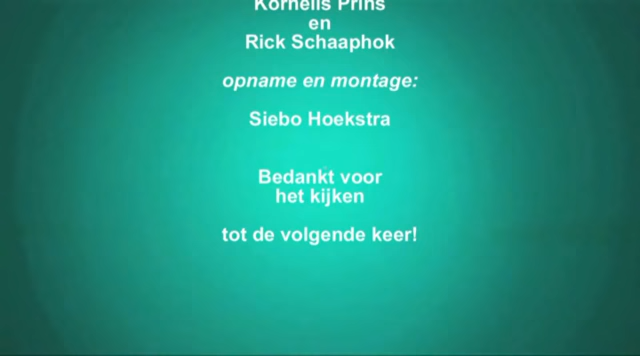 Kornelis Prins
en
Rick Schaaphok
opname en montage:
Siebo Hoekstra
Bedankt voor
het kijken
tot de volgende keer!